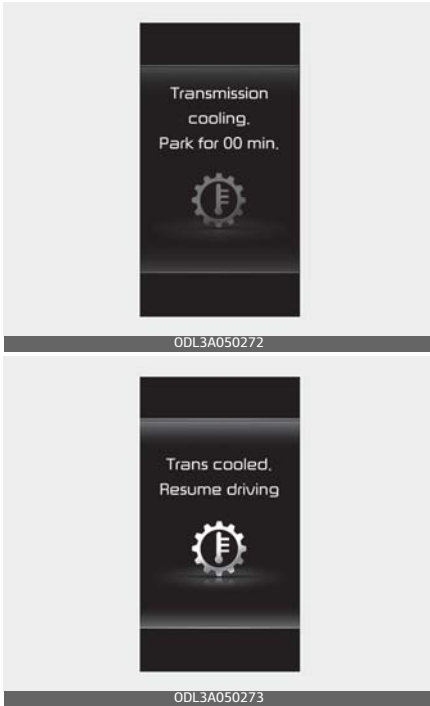 Transmission
cooling.
Park for 00 min.
ODL3A050272
Trans cooled.
Resume driving
ODL3A050273